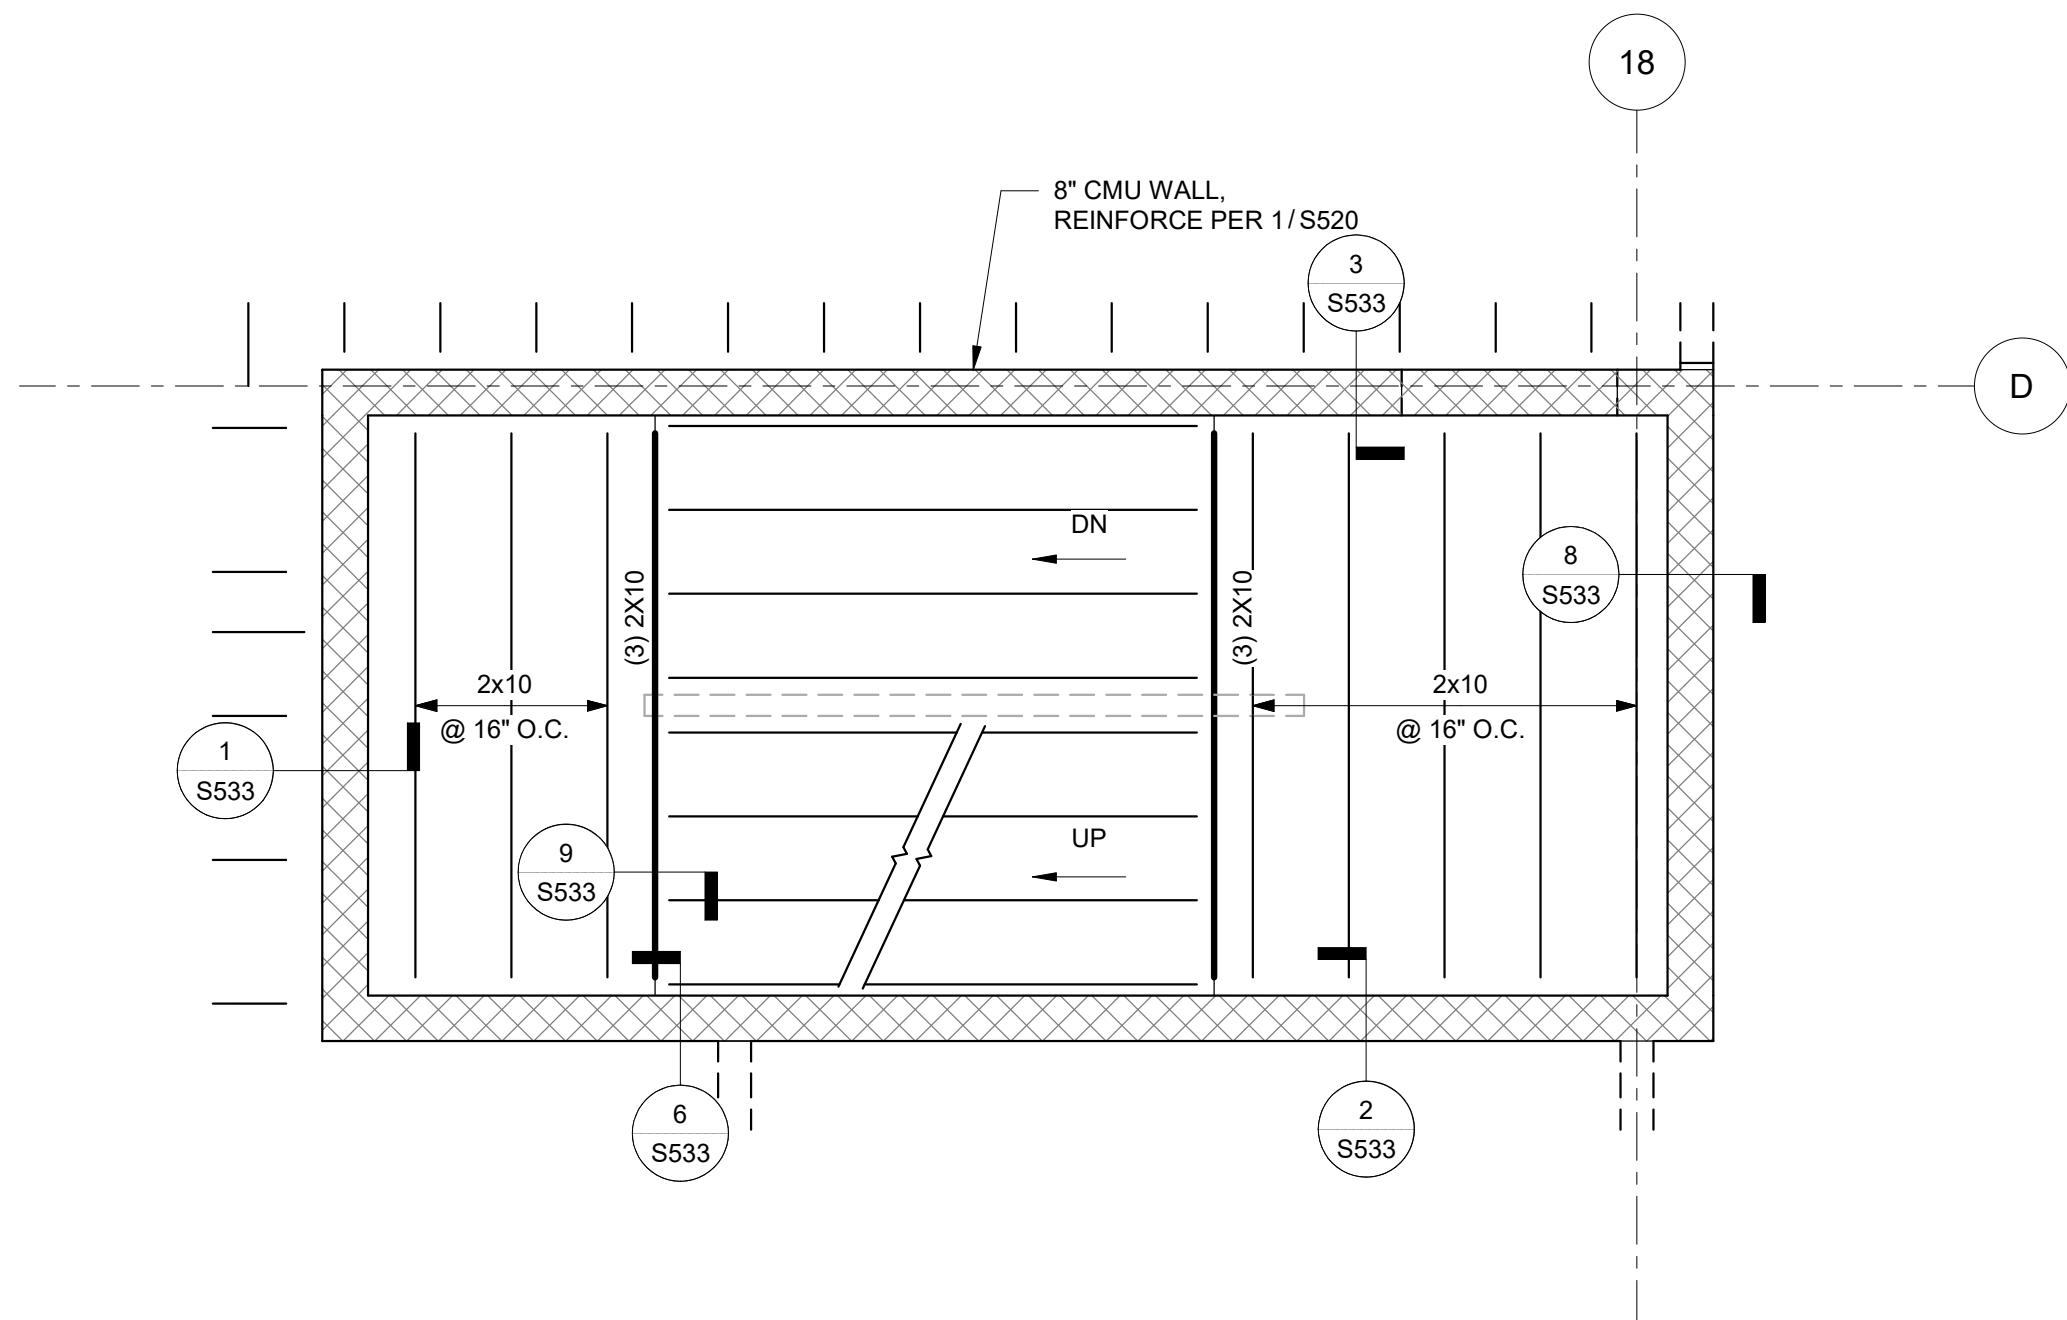 18
8" CMU WALL,
REINFORCE PER 1/S520
3
S533
D
DN
8
S533
(3) 2X10
(3) 2X10
2x10
@ 16" O.C.
2x10
@ 16" O.C.
1
S533
UP
9
S533
6
S533
2
S533